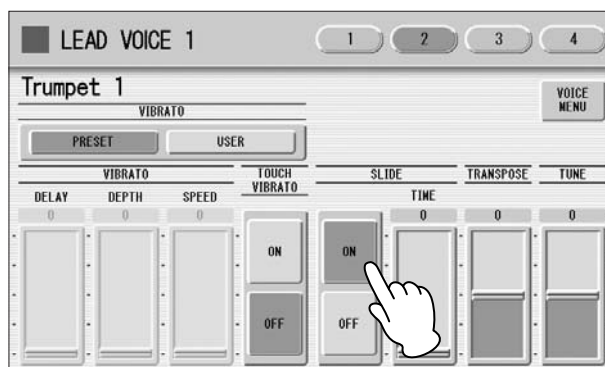 LEAD VOICE 1
1 2 3 4
Trumpet 1
VOICE
MENU
VIBRATO
PRESET USER
VIBRATO TOUCH VIBRATO SLIDE TRANSPOSE TUNE
DELAY DEPTH SPEED TIME
0 0 0 0 0 0
ON ON
OFF OFF